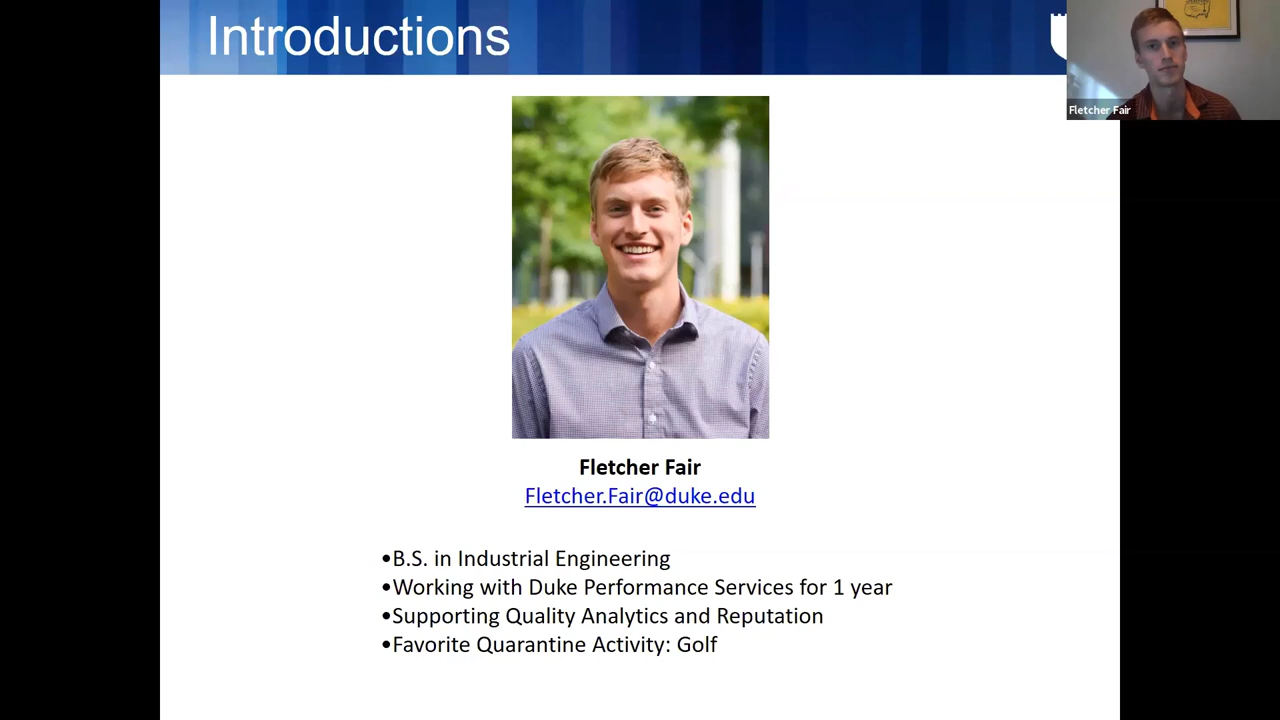 Introductions
Fletcher Fair
Fletcher Fair
Fletcher.Fair@duke.edu
•B.S. in Industrial Engineering
•Working with Duke Performance Services for 1 year
•Supporting Quality Analytics and Reputation
•Favorite Quarantine Activity: Golf